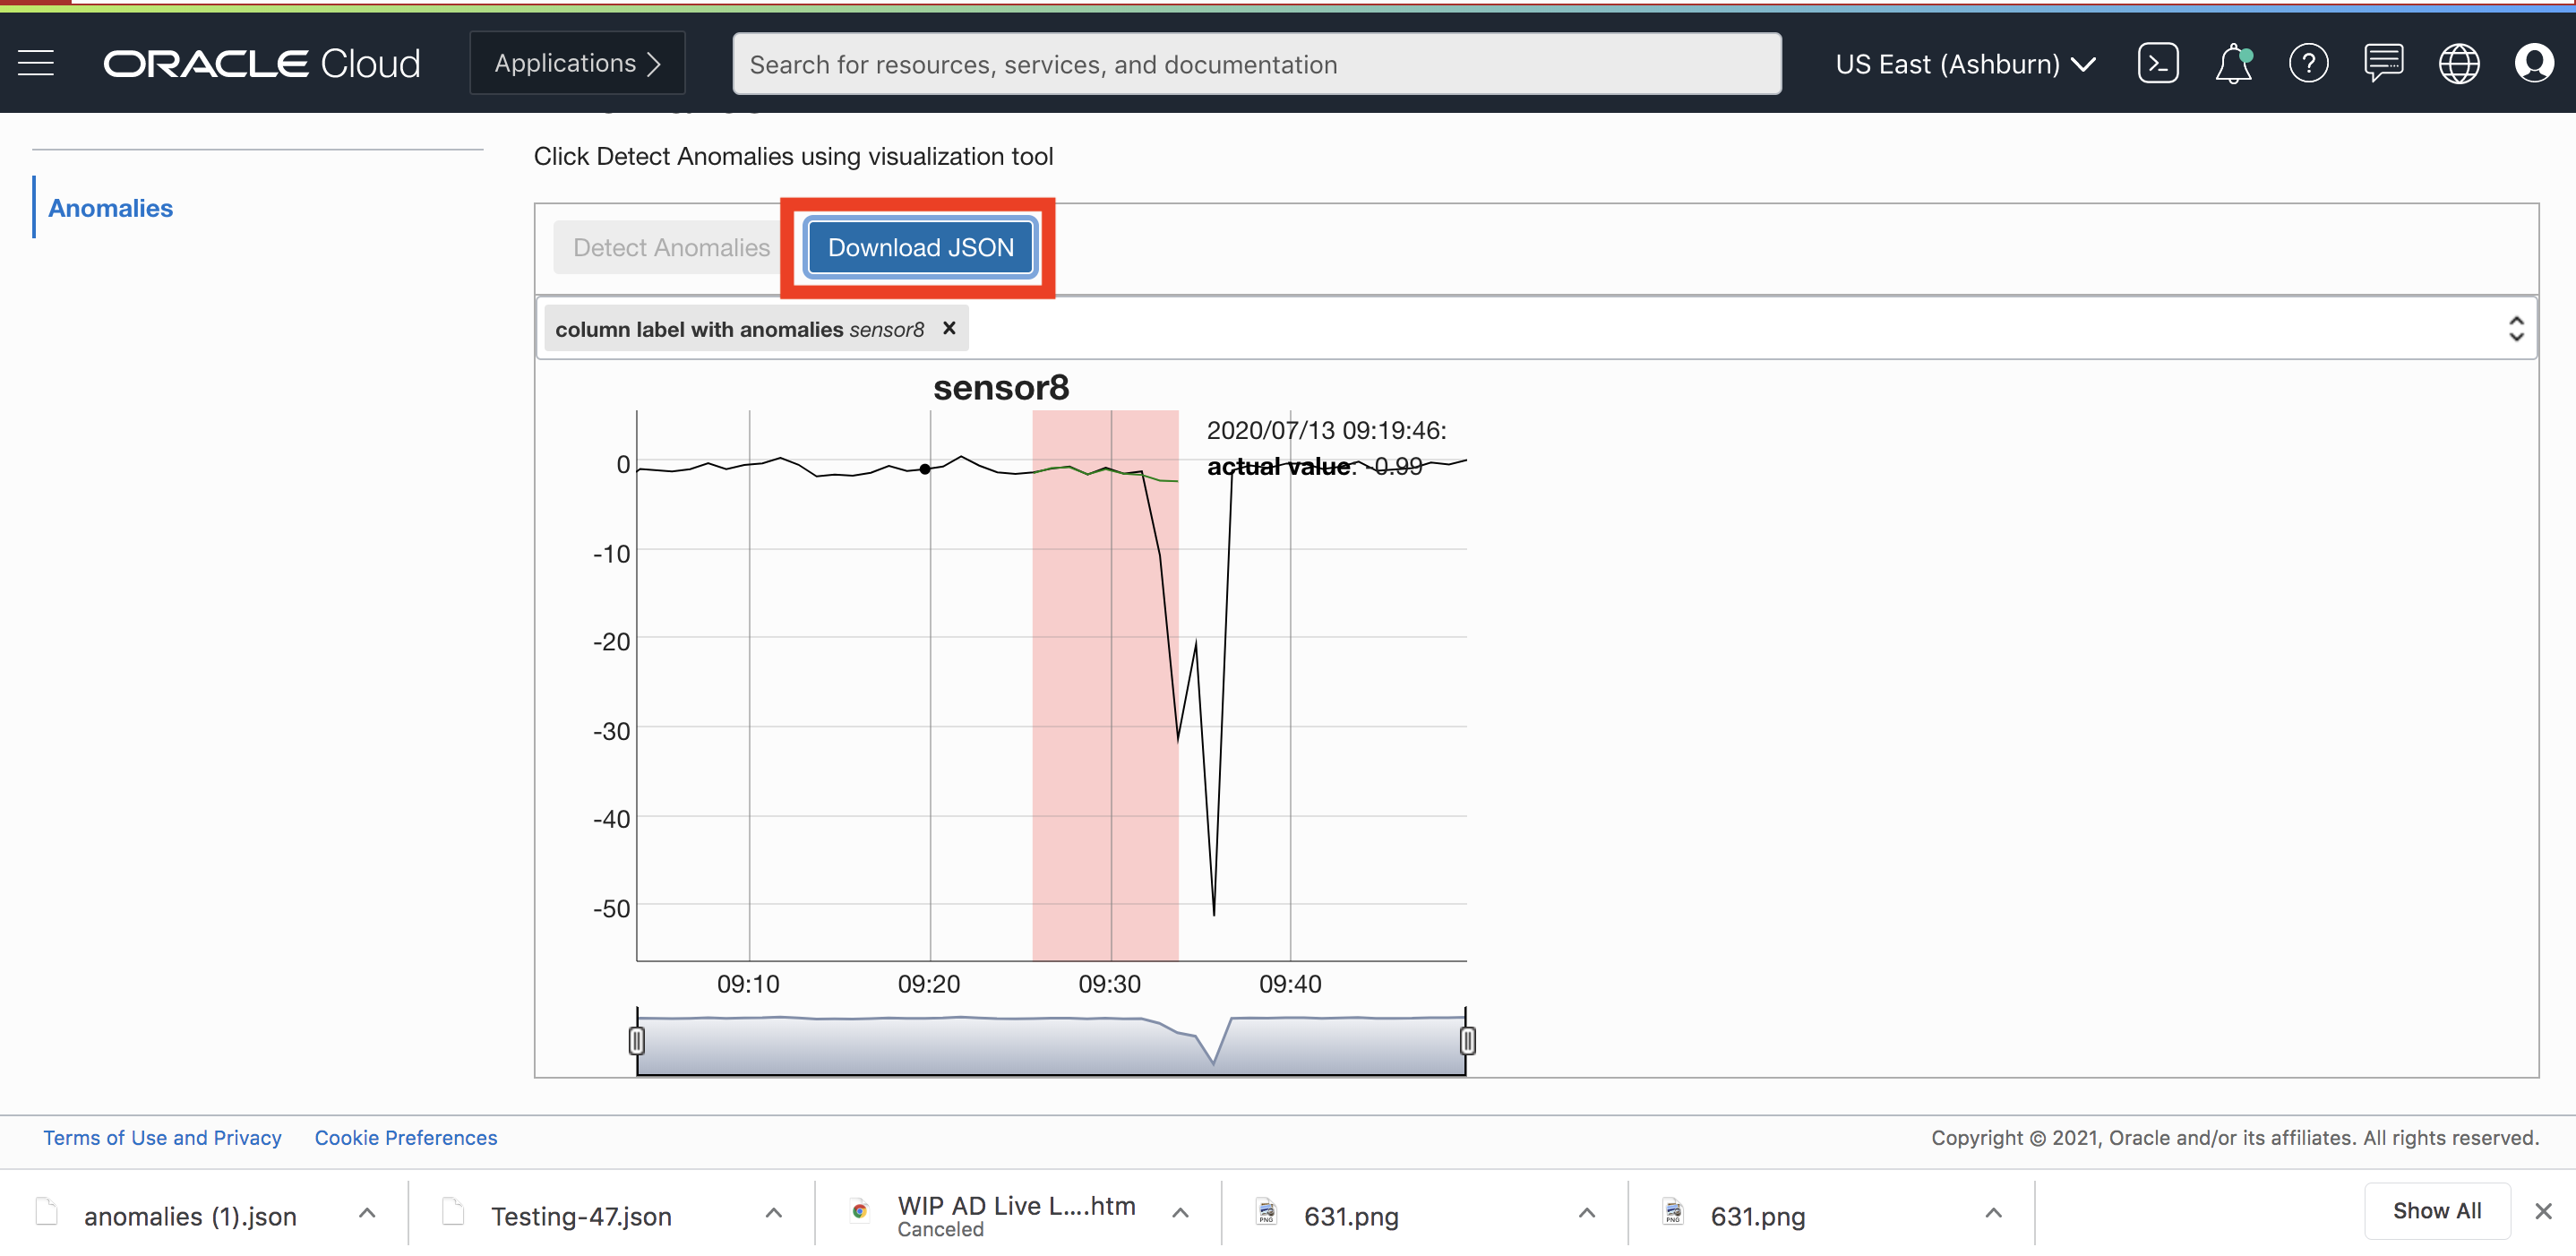 ORACLE Cloud
Applications
Search for resources, services, and documentation
US East (Ashburn)
Click Detect Anomalies using visualization tool
Anomalies
Detect Anomalies
Download JSON
column label with anomalies sensor8 ×
sensor8
2020/07/13 09:19:46:
actual value: -0.99
0
-10
-20
-30
-40
-50
09:10 09:20 09:30 09:40
Terms of Use and Privacy
Cookie Preferences
Copyright © 2021, Oracle and/or its affiliates. All rights reserved.
anomalies (1).json
Testing-47.json
WIP AD Live L....htm
Canceled
631.png
631.png
Show All